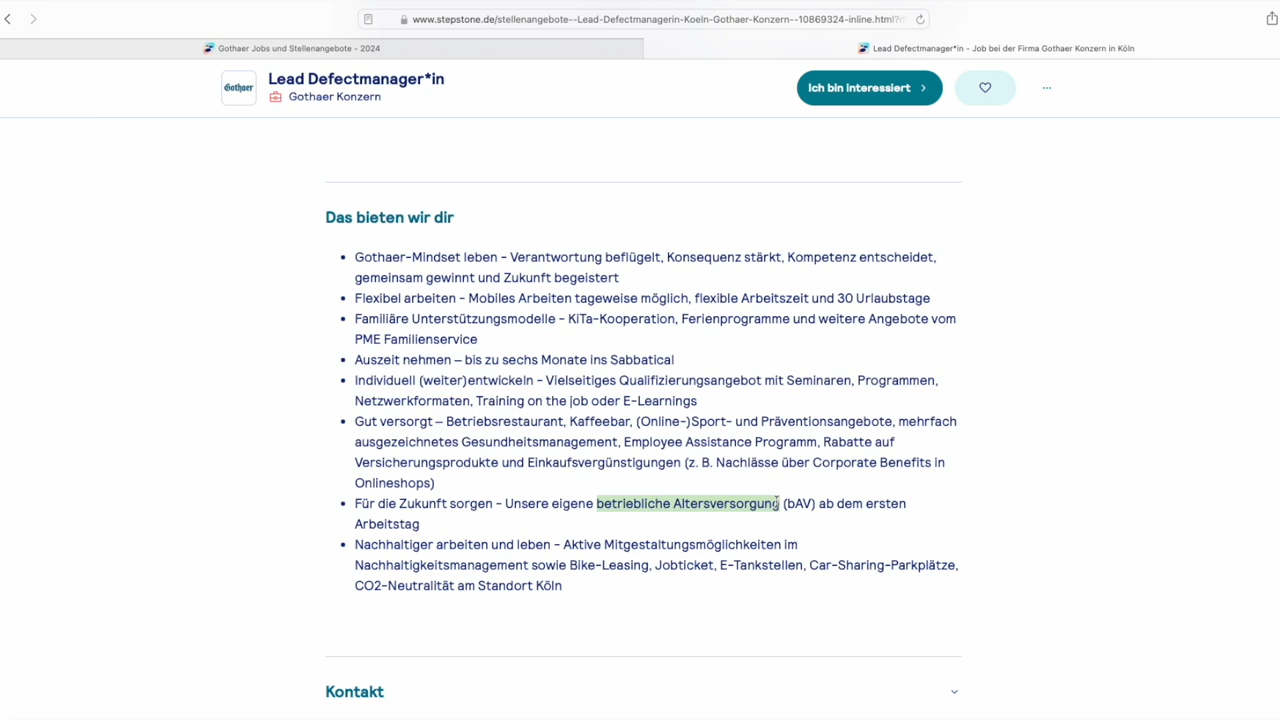 www.stepstone.de/stellenangebote--Lead-Defectmanagerin-Koeln-Gothaer-Konzern--10869324-inline.html?
Gothaer Jobs und Stellenangebote - 2024
Lead Defectmanager*in - Job bei der Firma Gothaer Konzern in Köln
Gothaer
Lead Defectmanager*in
Gothaer Konzern
Ich bin interessiert
Das bieten wir dir
• Gothaer-Mindset leben - Verantwortung beflügelt, Konsequenz stärkt, Kompetenz entscheidet,
gemeinsam gewinnt und Zukunft begeistert
• Flexibel arbeiten - Mobiles Arbeiten tageweise möglich, flexible Arbeitszeit und 30 Urlaubstage
• Familiäre Unterstützungsmodelle - KiTa-Kooperation, Ferienprogramme und weitere Angebote vom
PME Familienservice
• Auszeit nehmen – bis zu sechs Monate ins Sabbatical
• Individuell (weiter)entwickeln - Vielseitiges Qualifizierungsangebot mit Seminaren, Programmen,
Netzwerkformaten, Training on the job oder E-Learnings
• Gut versorgt – Betriebsrestaurant, Kaffeebar, (Online-)Sport- und Präventionsangebote, mehrfach
ausgezeichnetes Gesundheitsmanagement, Employee Assistance Programm, Rabatte auf
Versicherungsprodukte und Einkaufsvergünstigungen (z. B. Nachlässe über Corporate Benefits in
Onlineshops)
• Für die Zukunft sorgen - Unsere eigene betriebliche Altersversorgung (bAV) ab dem ersten
Arbeitstag
• Nachhaltiger arbeiten und leben - Aktive Mitgestaltungsmöglichkeiten im
Nachhaltigkeitsmanagement sowie Bike-Leasing, Jobticket, E-Tankstellen, Car-Sharing-Parkplätze,
CO2-Neutralität am Standort Köln
Kontakt